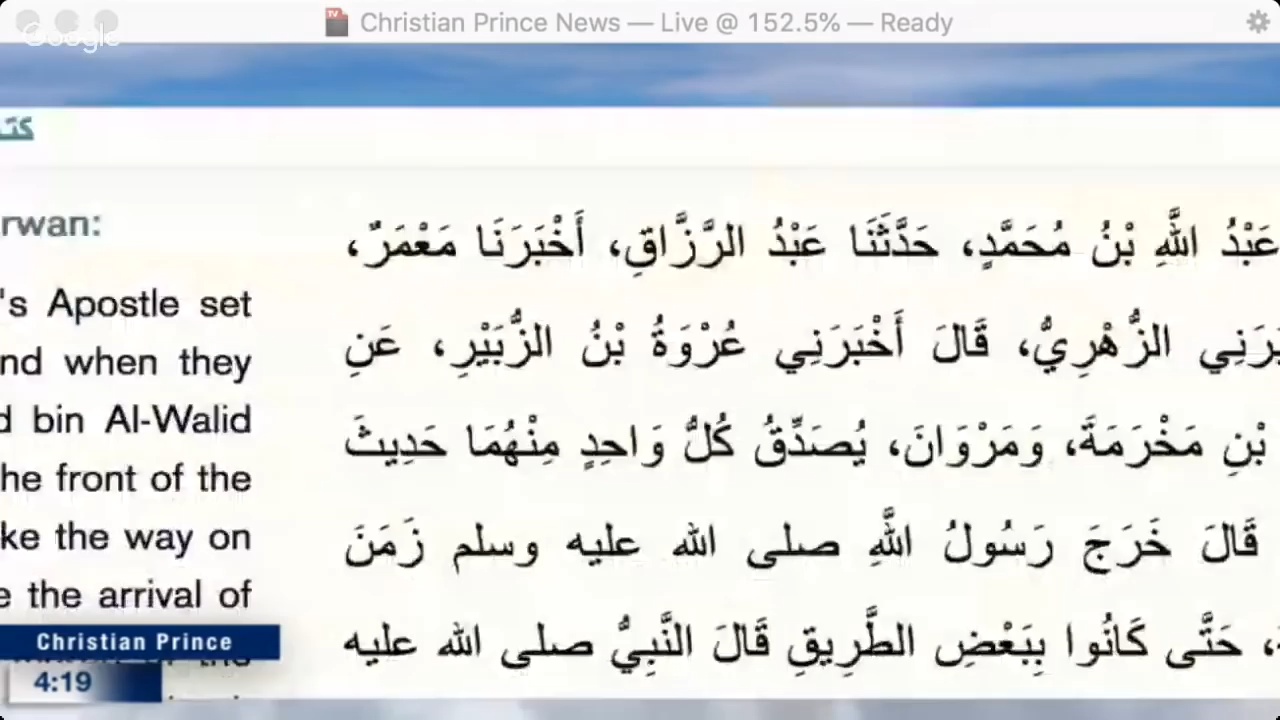 Christian Prince News — Live @ 152.5% — Ready
Google
rwan:
's Apostle set
nd when they
d bin Al-Walid
he front of the
ke the way on
e the arrival of
عَبْدُ اللَّهِ بْنُ مُحَمَّدٍ، حَدَّثَنَا عَبْدُ الرَّزَّاقِ، أَخْبَرَنَا مَعْمَرٌ،
بَرَنِي الزُّهْرِيُّ، قَالَ أَخْبَرَنِي عُرْوَةُ بْنُ الزُّبَيْرِ، عَنِ
بْنِ مَخْرَمَةَ، وَمَرْوَانَ، يُصَدِّقُ كُلُّ وَاحِدٍ مِنْهُمَا حَدِيثَ
قَالَ خَرَجَ رَسُولُ اللَّهِ صلى الله عليه وسلم زَمَنَ
، حَتَّى كَانُوا بِبَعْضِ الطَّرِيقِ قَالَ النَّبِيُّ صلى الله عليه
Christian Prince
4:19